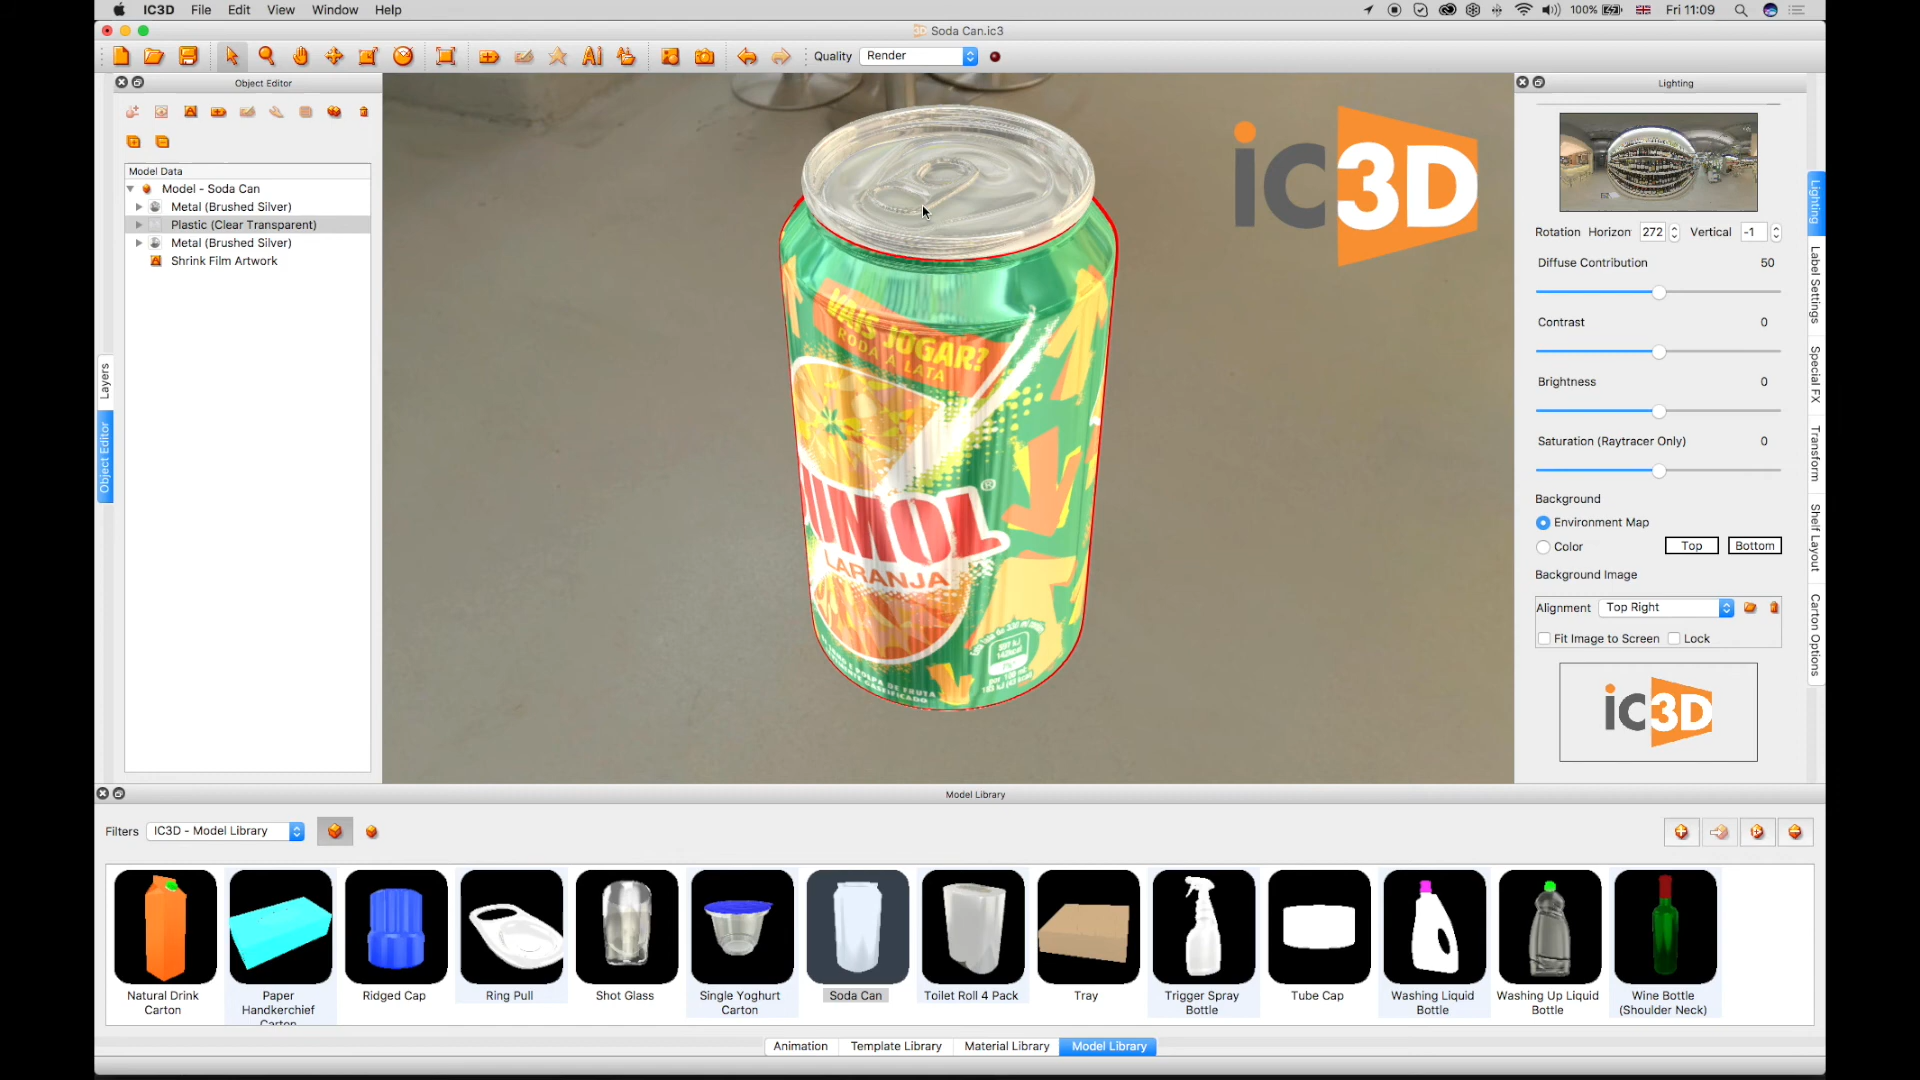 IC3D File Edit View Window Help
100% Fri 11:09
Soda Can.ic3
Quality Render
Object Editor
Model Data
Model - Soda Can
Metal (Brushed Silver)
Plastic (Clear Transparent)
Metal (Brushed Silver)
Shrink Film Artwork
Layers
Object Editor
iC3D
VAIS JOGAR?
RODA A LATA
LARANJA
Lighting
Rotation Horizon 272 Vertical -1
Diffuse Contribution 50
Contrast 0
Brightness 0
Saturation (Raytracer Only) 0
Background
Environment Map
Color Top Bottom
Background Image
Alignment Top Right
Fit Image to Screen Lock
iC3D
Lighting
Label Settings
Special FX
Transform
Shelf Layout
Carton Options
Model Library
Filters IC3D - Model Library
Natural Drink Carton
Paper Handkerchief Carton
Ridged Cap
Ring Pull
Shot Glass
Single Yoghurt Carton
Soda Can
Toilet Roll 4 Pack
Tray
Trigger Spray Bottle
Tube Cap
Washing Liquid Bottle
Washing Up Liquid Bottle
Wine Bottle (Shoulder Neck)
Animation Template Library Material Library Model Library